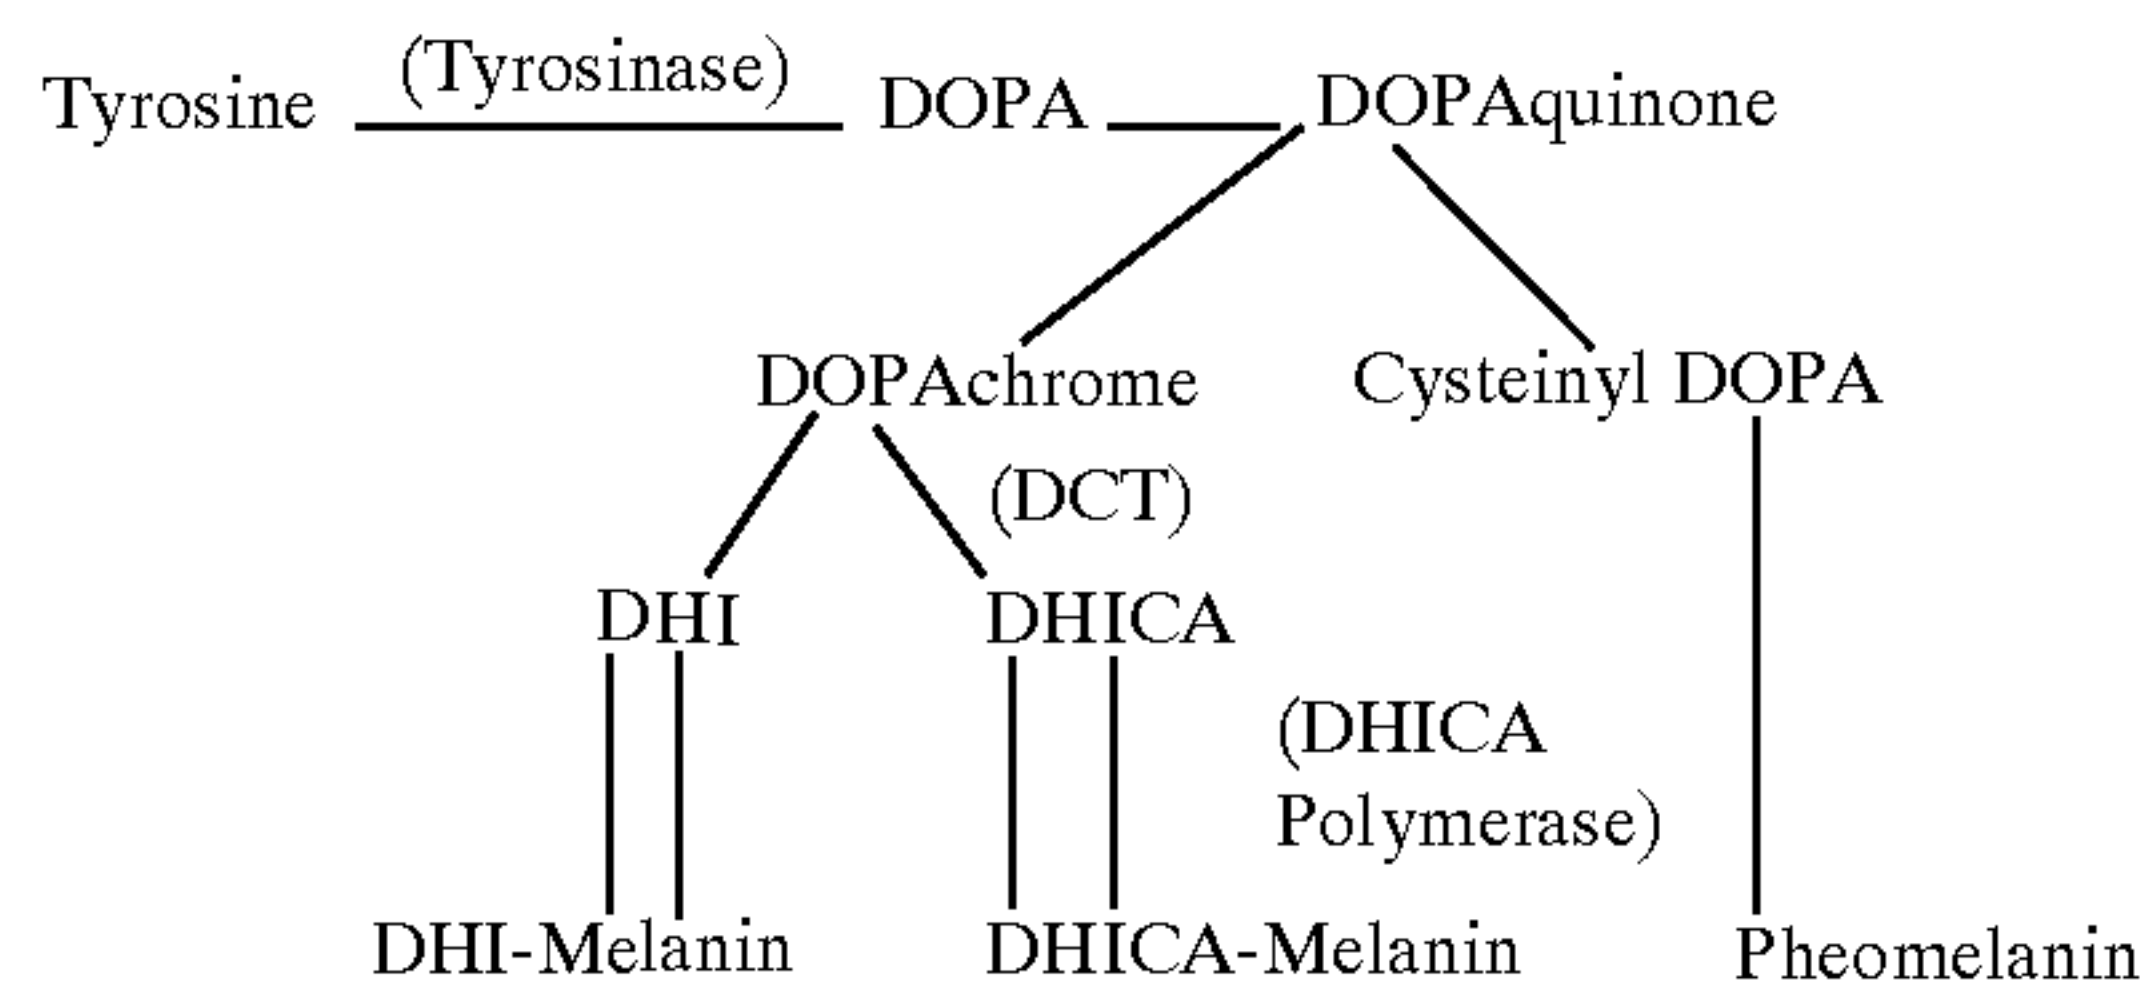 Tyrosine (Tyrosinase) DOPA DOPAquinone
DOPAchrome Cysteinyl DOPA
(DCT)
DHI DHICA
(DHICA
Polymerase)
DHI-Melanin DHICA-Melanin Pheomelanin